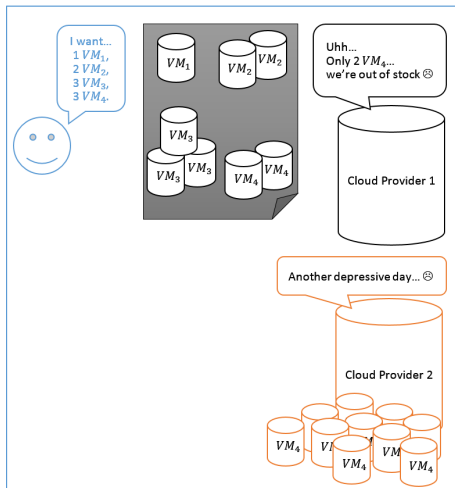 I want...
1 VM₁,
2 VM₂,
3 VM₃,
3 VM₄.
VM₁
VM₂
VM₂
VM₃
VM₃
VM₃
VM₄
VM₄
Uhh...
Only 2 VM₄...
we're out of stock ☹
Cloud Provider 1
Another depressive day... ☹
Cloud Provider 2
VM₄
VM₄
VM₄